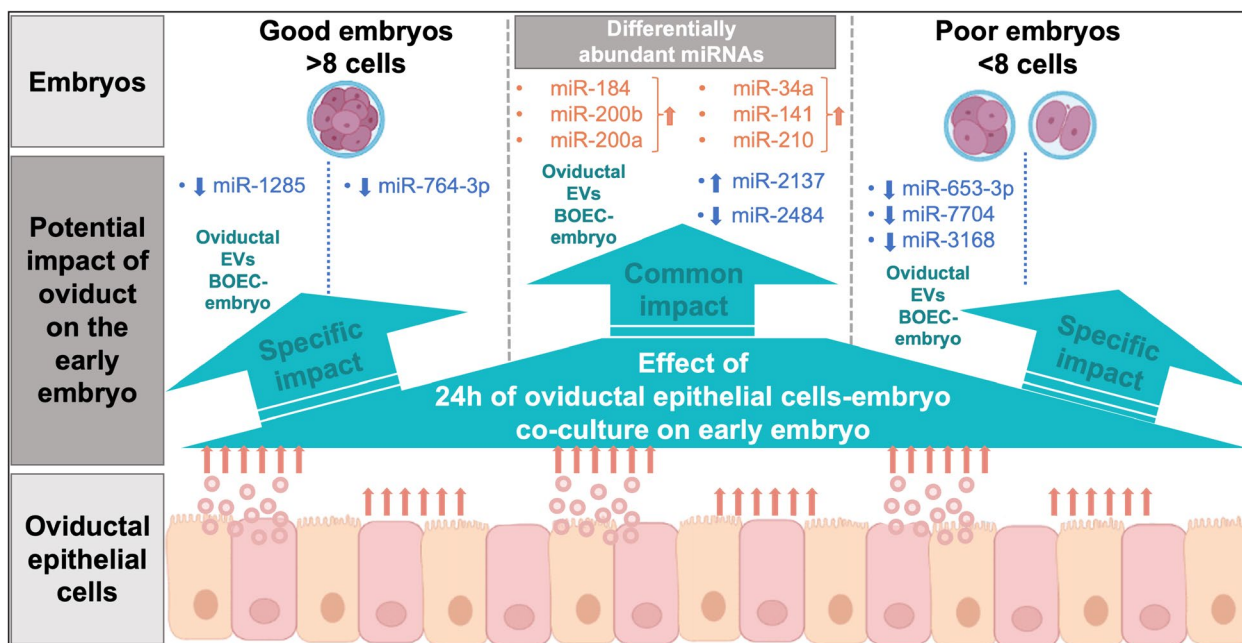 Embryos
Good embryos
>8 cells
Differentially
abundant miRNAs
• miR-184
• miR-200b
• miR-200a
⬆
• miR-34a
• miR-141
• miR-210
⬆
Poor embryos
<8 cells
Potential
impact of
oviduct
on the
early
embryo
• ⬇ miR-1285
• ⬇ miR-764-3p
Oviductal
EVs
BOEC-
embryo
Specific
impact
Oviductal
EVs
BOEC-
embryo
• ⬆ miR-2137
• ⬇ miR-2484
Common
impact
• ⬇ miR-653-3p
• ⬇ miR-7704
• ⬇ miR-3168
Oviductal
EVs
BOEC-
embryo
Specific
impact
Effect of
24h of oviductal epithelial cells-embryo
co-culture on early embryo
Oviductal
epithelial
cells